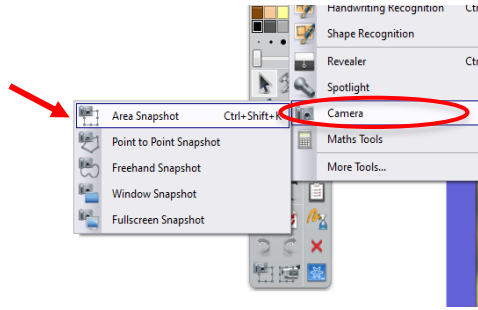 Handwriting Recognition
Shape Recognition
Revealer
Spotlight
Camera
Maths Tools
More Tools...
Area Snapshot Ctrl+Shift+K
Point to Point Snapshot
Freehand Snapshot
Window Snapshot
Fullscreen Snapshot